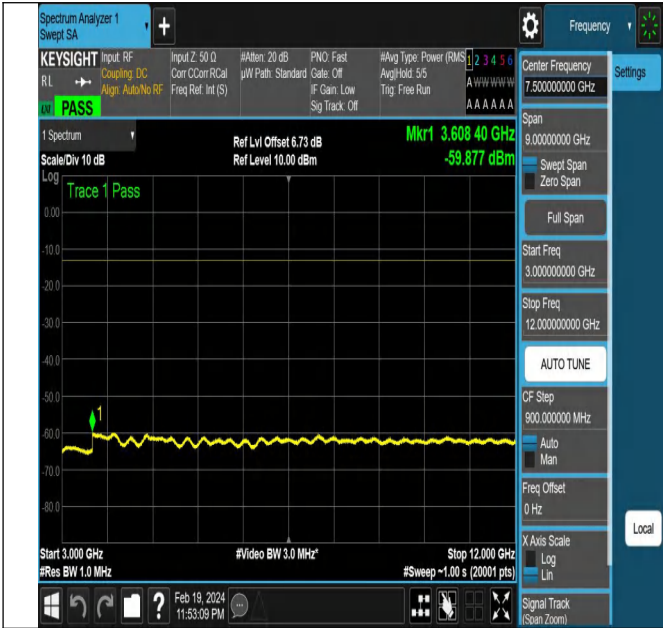 Spectrum Analyzer 1
Swept SA
Frequency
KEYSIGHT
RL
PASS
Input: RF
Coupling: DC
Align: Auto/No RF
Input Z: 50 Ω
Corr CCorr RCal
Freq Ref: Int (S)
#Atten: 20 dB
µW Path: Standard
PNO: Fast
Gate: Off
IF Gain: Low
Sig Track: Off
#Avg Type: Power (RMS
Avg|Hold: 5/5
Trig: Free Run
1 2 3 4 5 6
A W W W W W
A A A A A A
Center Frequency
7.500000000 GHz
Settings
Span
9.00000000 GHz
Swept Span
Zero Span
Full Span
Start Freq
3.000000000 GHz
Stop Freq
12.000000000 GHz
AUTO TUNE
CF Step
900.000000 MHz
Auto
Man
Freq Offset
0 Hz
X Axis Scale
Log
Lin
Signal Track
(Span Zoom)
Local
1 Spectrum
Scale/Div 10 dB
Ref Lvl Offset 6.73 dB
Ref Level 10.00 dBm
Mkr1 3.608 40 GHz
-59.877 dBm
Log
Trace 1 Pass
0.00
-10.0
-20.0
-30.0
-40.0
-50.0
-60.0
-70.0
-80.0
1
Start 3.000 GHz
#Res BW 1.0 MHz
#Video BW 3.0 MHz*
Stop 12.000 GHz
#Sweep ~1.00 s (20001 pts)
?
Feb 19, 2024
11:53:09 PM